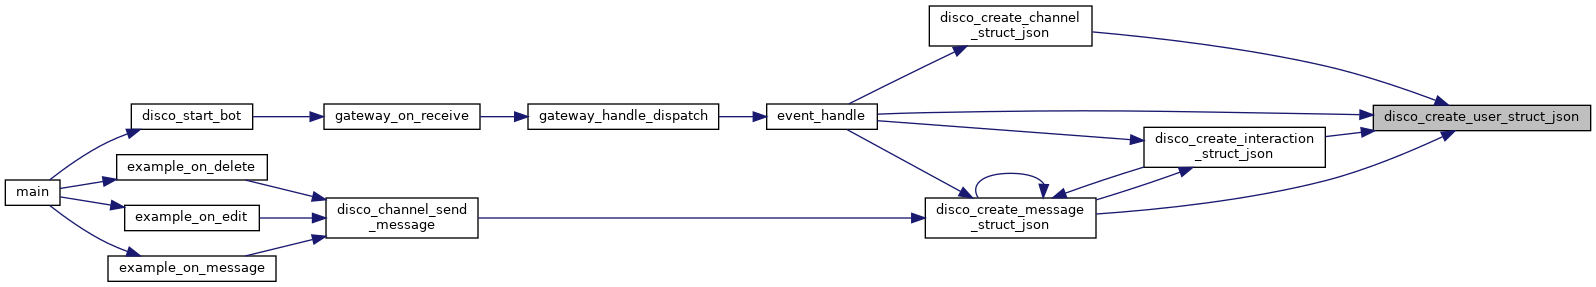 disco_create_channel
_struct_json
disco_start_bot
gateway_on_receive
gateway_handle_dispatch
event_handle
disco_create_user_struct_json
disco_create_interaction
_struct_json
example_on_delete
main
example_on_edit
disco_channel_send
_message
disco_create_message
_struct_json
example_on_message